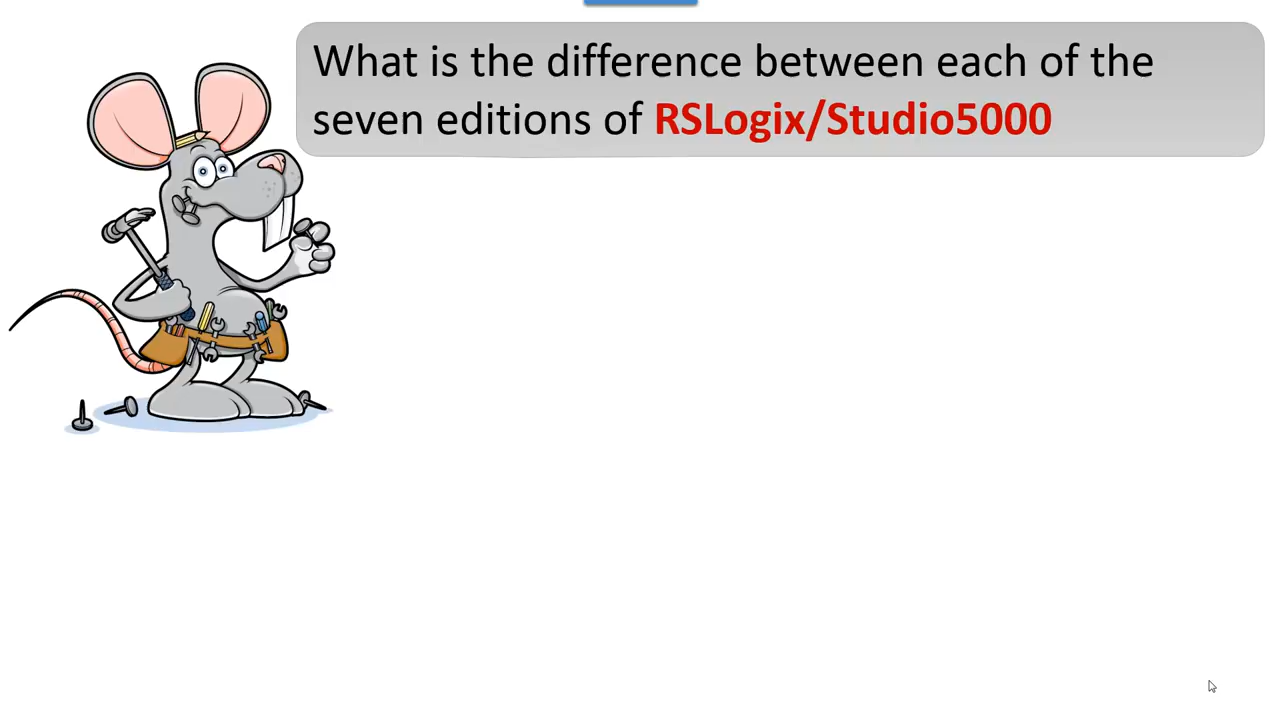 What is the difference between each of the
seven editions of RSLogix/Studio5000